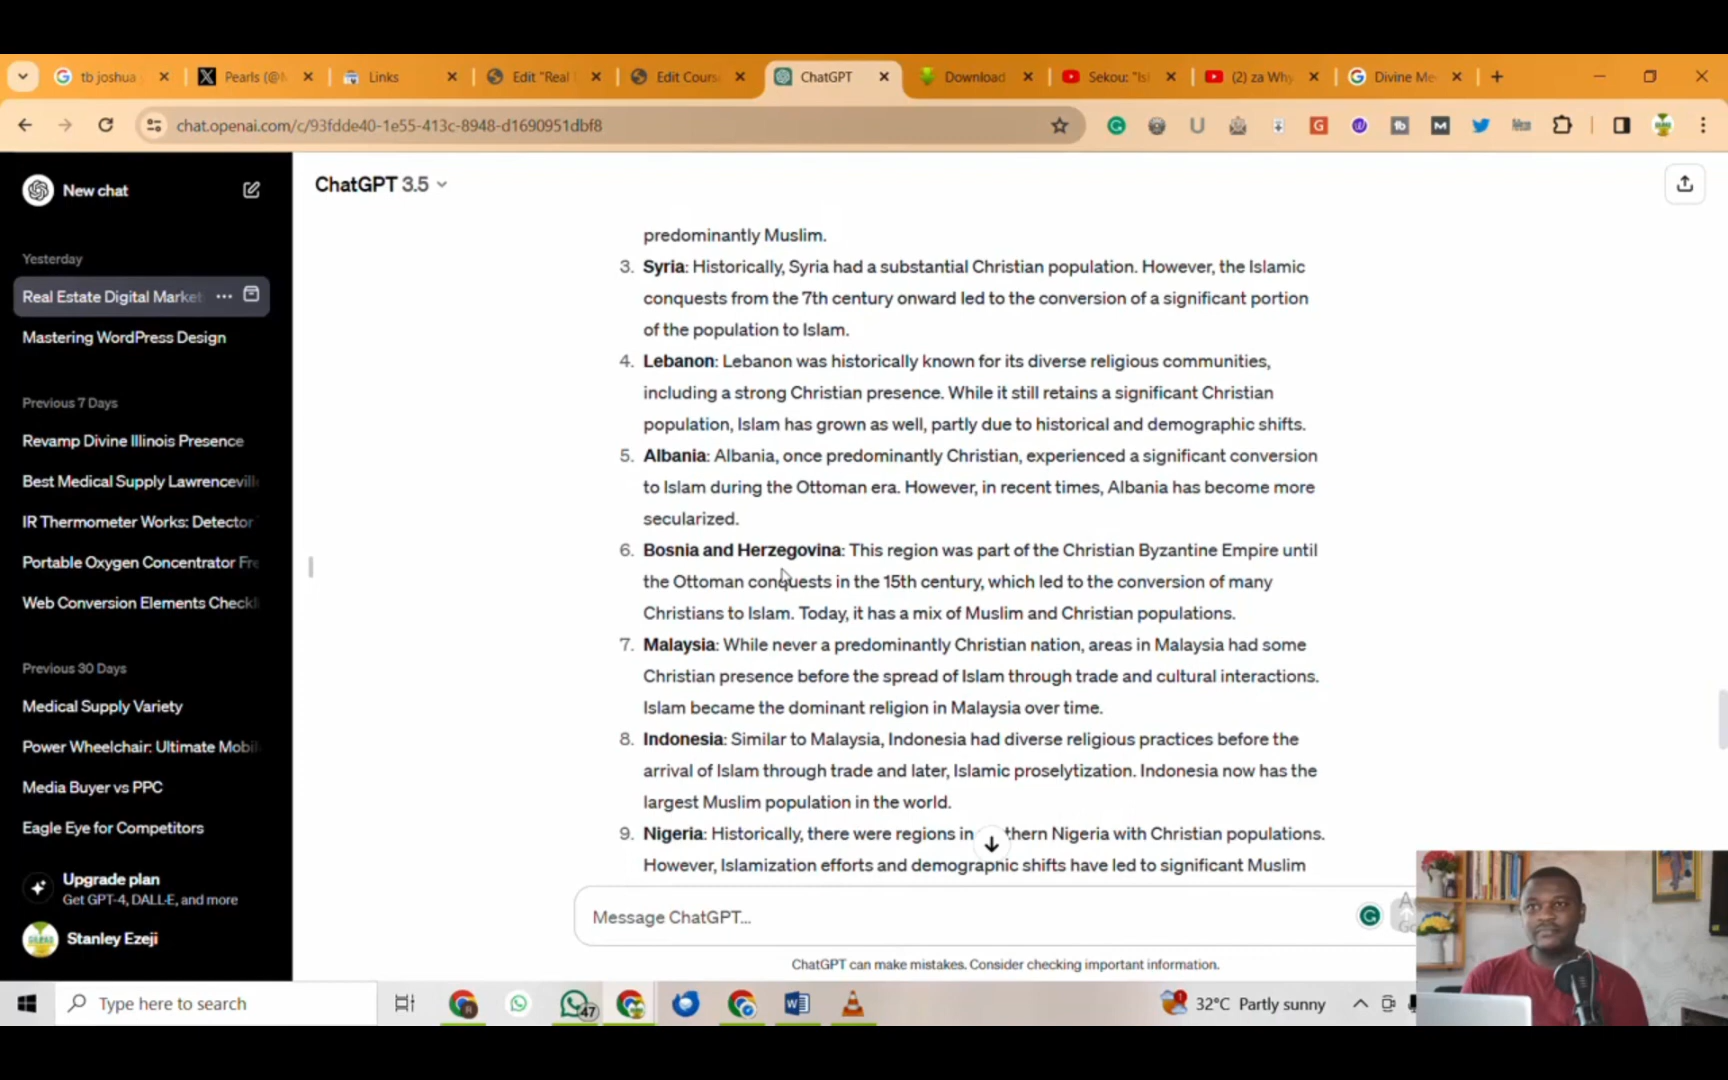 tb joshua
Pearls (@M
Links
Edit "Real
Edit Cours
ChatGPT
Download
Sekou: "Isl
(2) za Why
Divine Me
chat.openai.com/c/93fdde40-1e55-413c-8948-d1690951dbf8
New chat
ChatGPT 3.5
Yesterday
Real Estate Digital Market
Mastering WordPress Design
Previous 7 Days
Revamp Divine Illinois Presence
Best Medical Supply Lawrencevill
IR Thermometer Works: Detector
Portable Oxygen Concentrator Fre
Web Conversion Elements Checkl
Previous 30 Days
Medical Supply Variety
Power Wheelchair: Ultimate Mobil
Media Buyer vs PPC
Eagle Eye for Competitors
Upgrade plan
Get GPT-4, DALL·E, and more
Stanley Ezeji
predominantly Muslim.
3. Syria: Historically, Syria had a substantial Christian population. However, the Islamic
conquests from the 7th century onward led to the conversion of a significant portion
of the population to Islam.
4. Lebanon: Lebanon was historically known for its diverse religious communities,
including a strong Christian presence. While it still retains a significant Christian
population, Islam has grown as well, partly due to historical and demographic shifts.
5. Albania: Albania, once predominantly Christian, experienced a significant conversion
to Islam during the Ottoman era. However, in recent times, Albania has become more
secularized.
6. Bosnia and Herzegovina: This region was part of the Christian Byzantine Empire until
the Ottoman conquests in the 15th century, which led to the conversion of many
Christians to Islam. Today, it has a mix of Muslim and Christian populations.
7. Malaysia: While never a predominantly Christian nation, areas in Malaysia had some
Christian presence before the spread of Islam through trade and cultural interactions.
Islam became the dominant religion in Malaysia over time.
8. Indonesia: Similar to Malaysia, Indonesia had diverse religious practices before the
arrival of Islam through trade and later, Islamic proselytization. Indonesia now has the
largest Muslim population in the world.
9. Nigeria: Historically, there were regions in thern Nigeria with Christian populations.
However, Islamization efforts and demographic shifts have led to significant Muslim
Message ChatGPT...
ChatGPT can make mistakes. Consider checking important information.
Type here to search
47
32°C Partly sunny